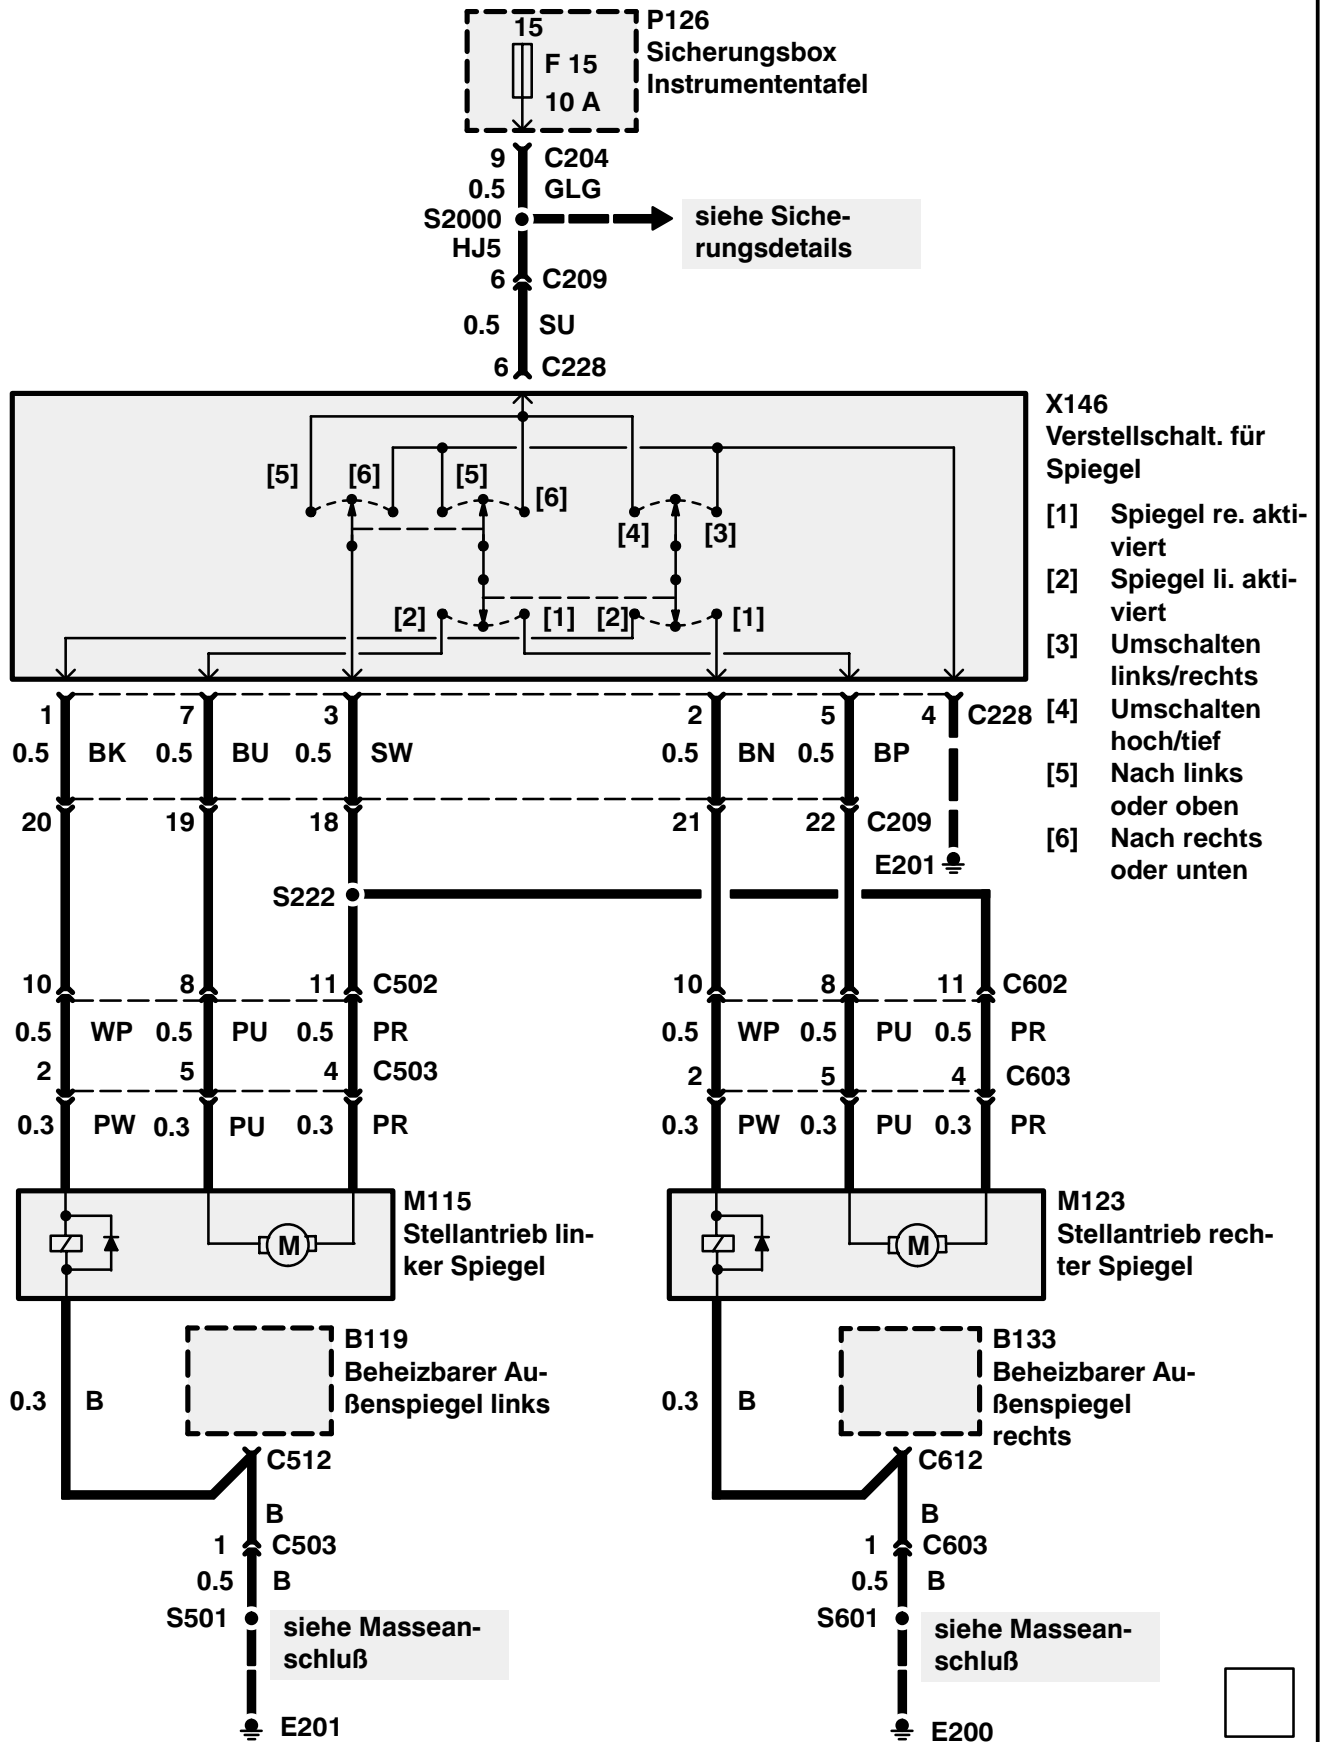 15
F 15
10 A
P126
Sicherungsbox
Instrumententafel
9 C204
0.5 GLG
S2000
HJ5
siehe Siche-
rungsdetails
6 C209
0.5 SU
6 C228
X146
Verstellschalt. für
Spiegel
[1] Spiegel re. akti-
viert
[2] Spiegel li. akti-
viert
[3] Umschalten
links/rechts
[4] Umschalten
hoch/tief
[5] Nach links
oder oben
[6] Nach rechts
oder unten
[5] [6] [5] [6]
[4] [3]
[2] [1] [2] [1]
1 7 3 2 5 4 C228
0.5 BK 0.5 BU 0.5 SW 0.5 BN 0.5 BP
20 19 18 21 22 C209
E201
S222
10 8 11 C502 10 8 11 C602
0.5 WP 0.5 PU 0.5 PR 0.5 WP 0.5 PU 0.5 PR
2 5 4 C503 2 5 4 C603
0.3 PW 0.3 PU 0.3 PR 0.3 PW 0.3 PU 0.3 PR
M
M115
Stellantrieb lin-
ker Spiegel
M
M123
Stellantrieb rech-
ter Spiegel
B119
Beheizbarer Au-
ßenspiegel links
0.3 B
C512
B
1 C503
0.5 B
S501
siehe Massean-
schluß
E201
B133
Beheizbarer Au-
ßenspiegel
rechts
0.3 B
C612
B
1 C603
0.5 B
S601
siehe Massean-
schluß
E200